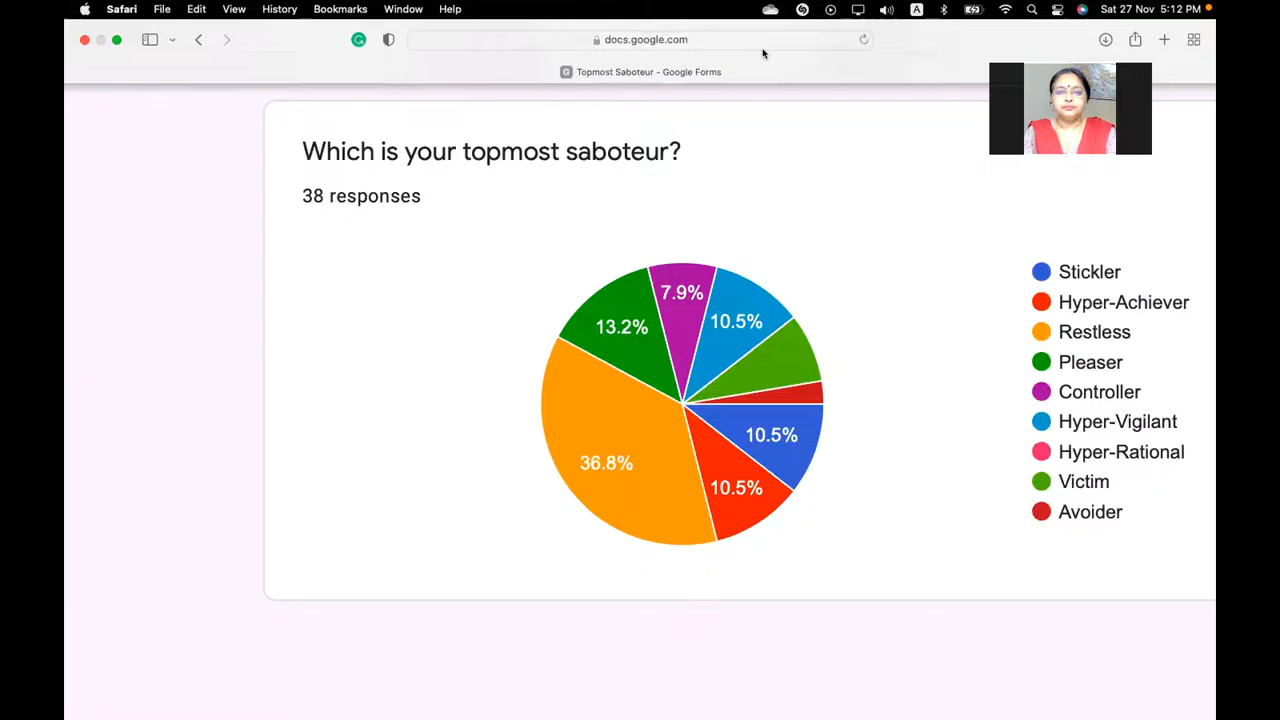 Safari File Edit View History Bookmarks Window Help A Sat 27 Nov 5:12 PM
docs.google.com
Topmost Saboteur - Google Forms
Which is your topmost saboteur?
38 responses
7.9%
10.5%
13.2%
10.5%
36.8%
10.5%
Stickler
Hyper-Achiever
Restless
Pleaser
Controller
Hyper-Vigilant
Hyper-Rational
Victim
Avoider